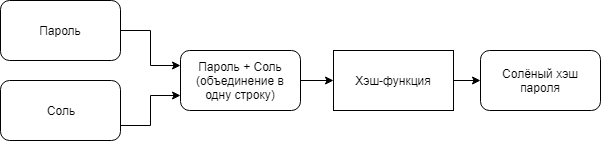 Пароль
Соль
Пароль + Соль
(объединение в
одну строку)
Хэш-функция
Солёный хэш
пароля